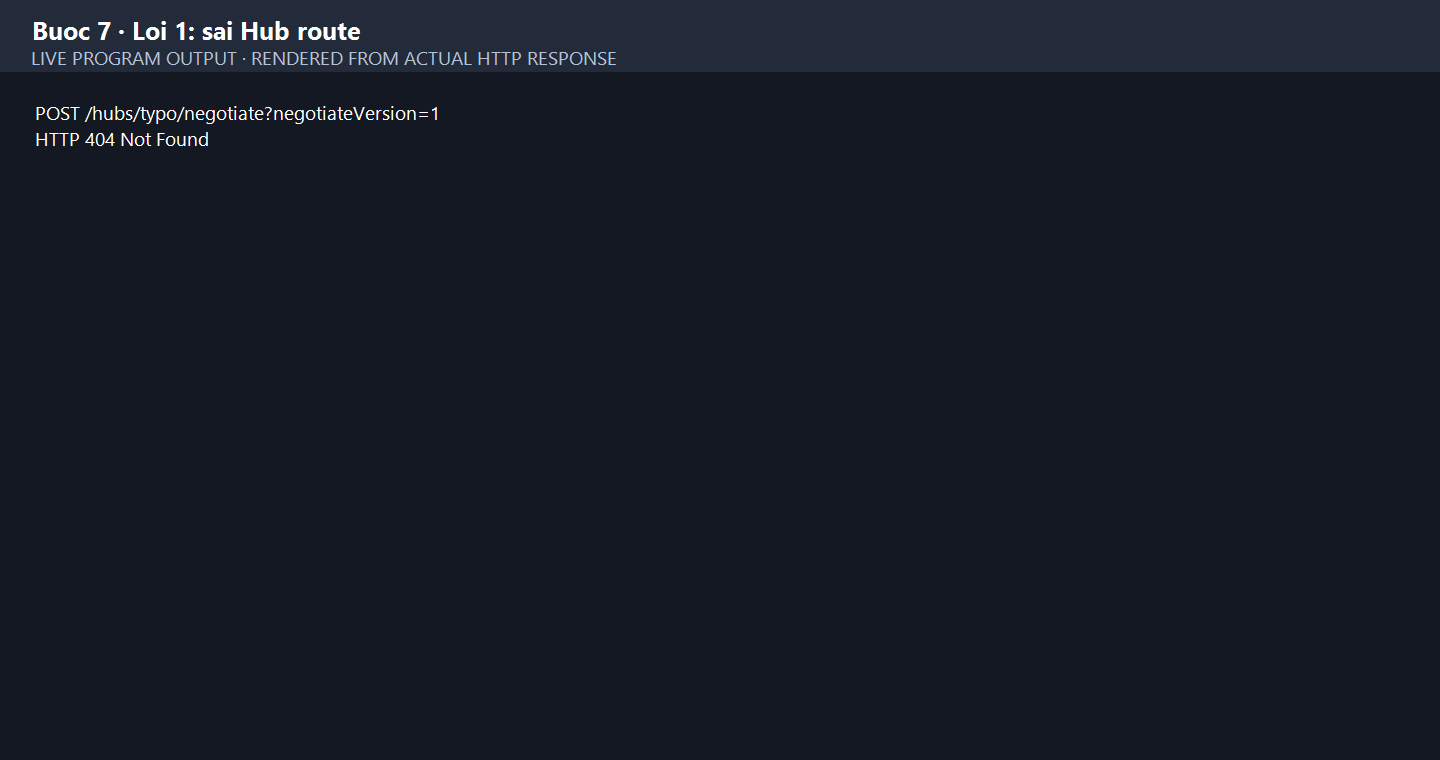 Buoc 7 · Loi 1: sai Hub route
LIVE PROGRAM OUTPUT · RENDERED FROM ACTUAL HTTP RESPONSE
POST /hubs/typo/negotiate?negotiateVersion=1
HTTP 404 Not Found